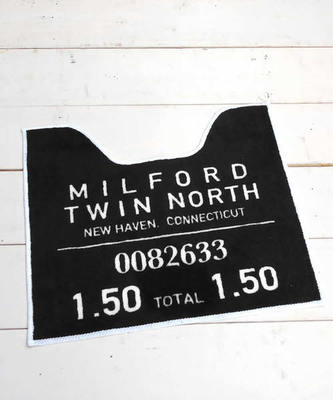 MILFORD
TWIN NORTH
NEW HAVEN. CONNECTICUT
0082633
1.50 TOTAL 1.50